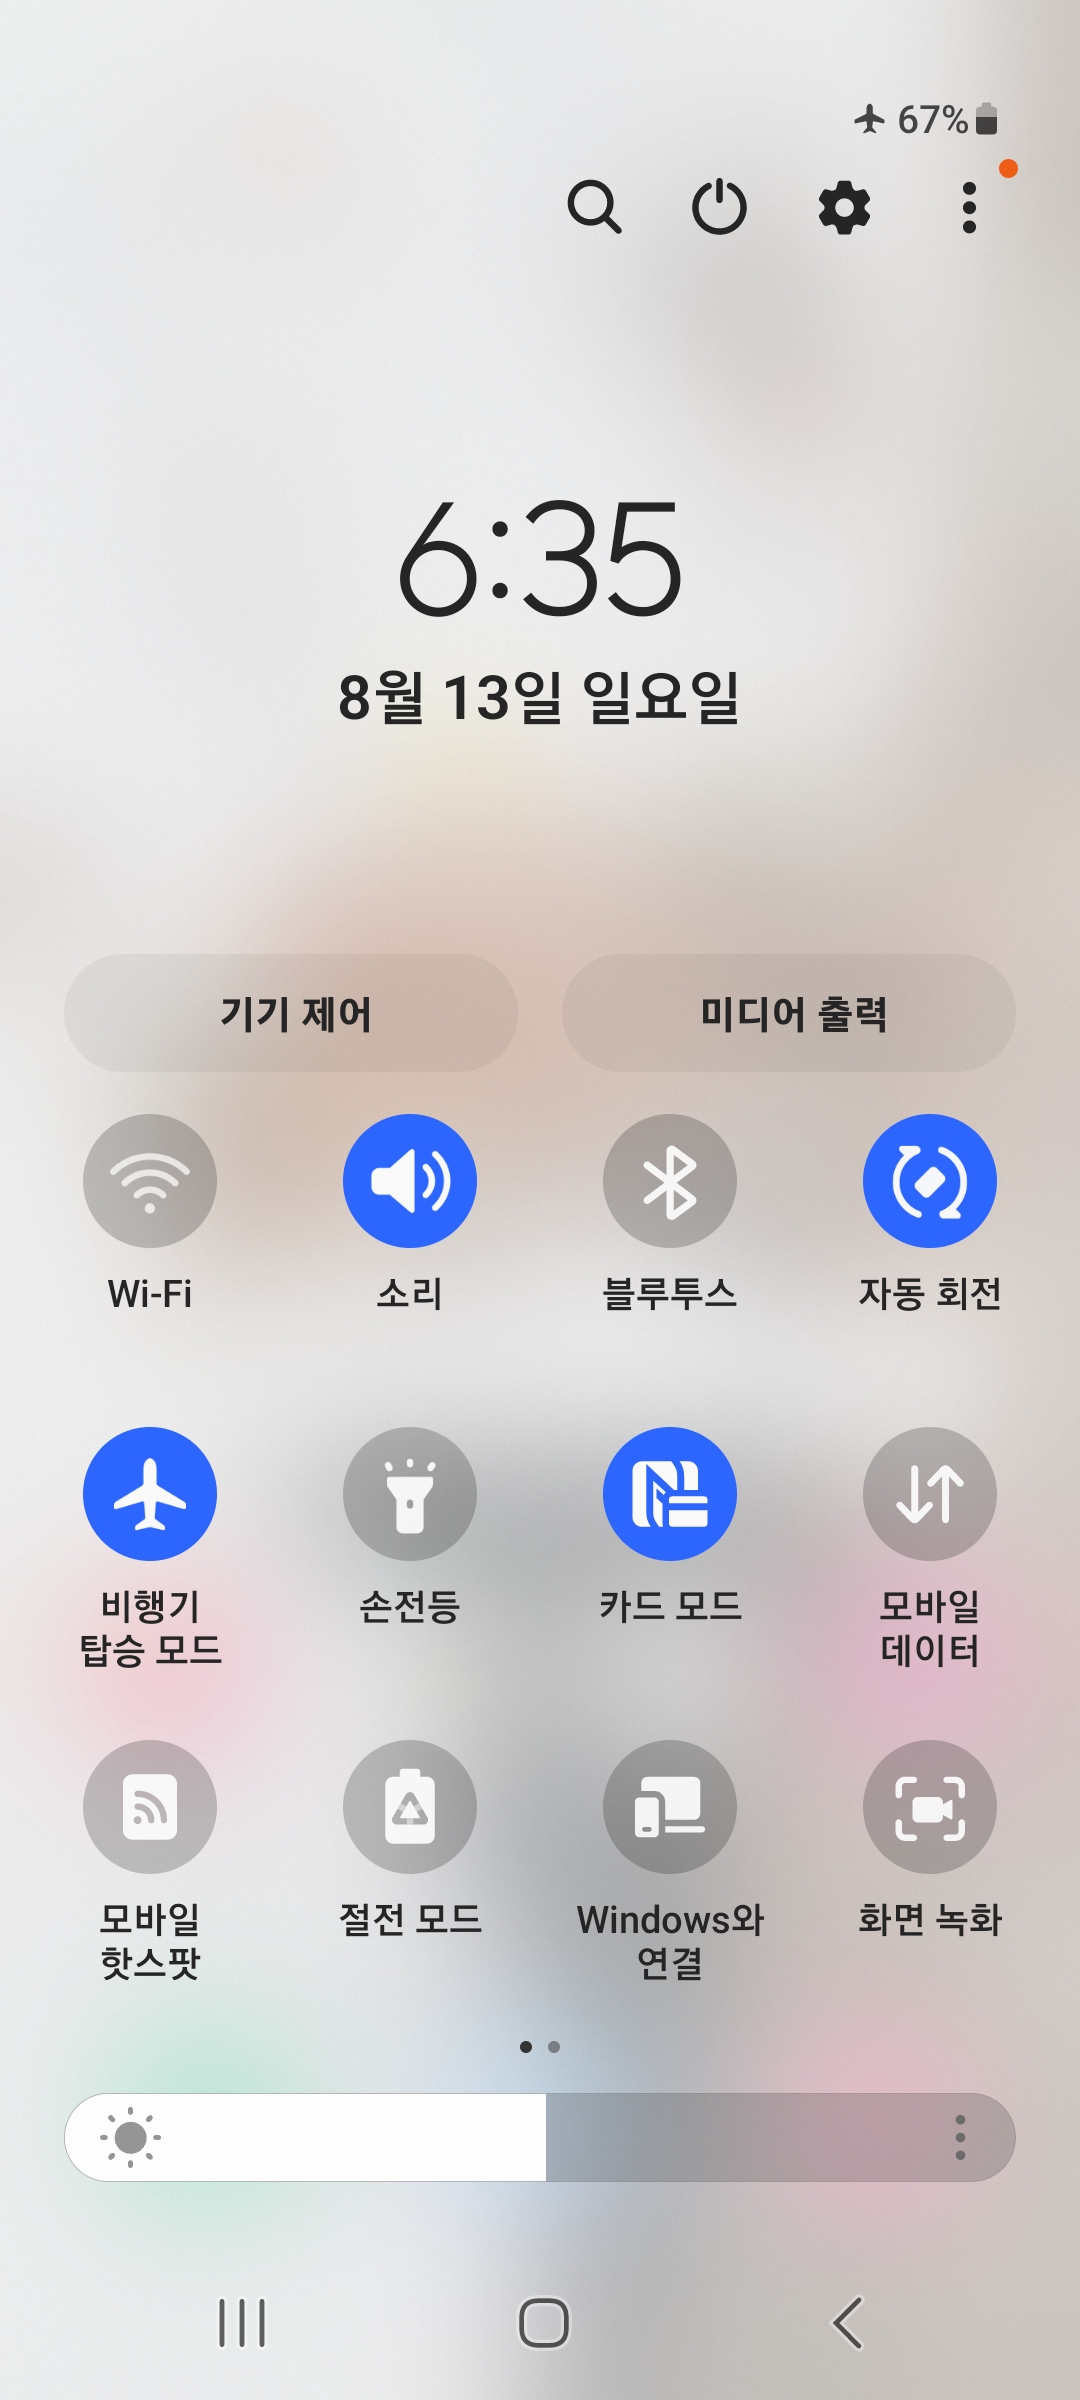 67%
6:35
8월 13일 일요일
기기 제어
미디어 출력
Wi-Fi
소리
블루투스
자동 회전
비행기
탑승 모드
손전등
카드 모드
모바일
데이터
모바일
핫스팟
절전 모드
Windows와
연결
화면 녹화